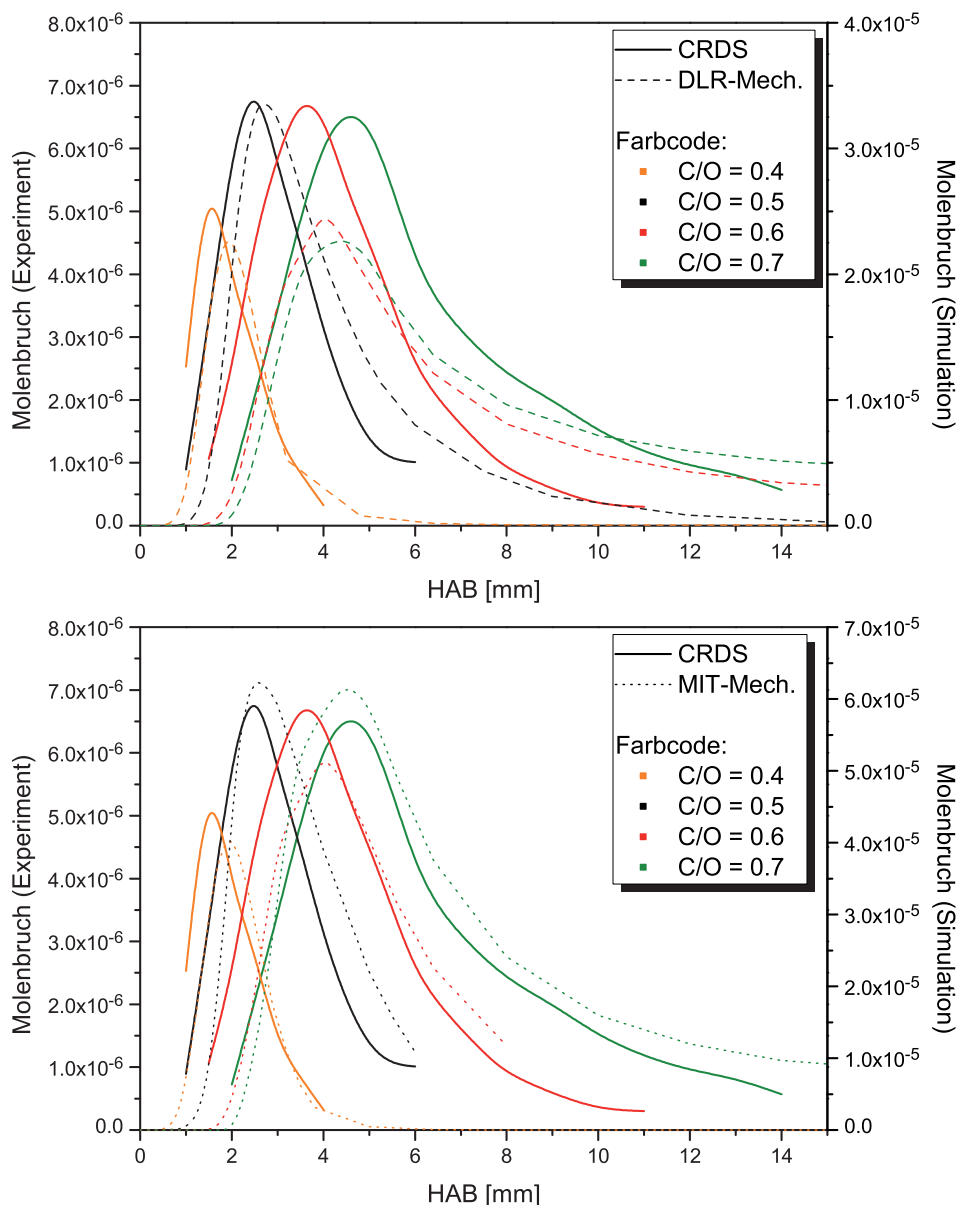 8.0x10-6
7.0x10-6
6.0x10-6
5.0x10-6
4.0x10-6
3.0x10-6
2.0x10-6
1.0x10-6
0.0
Molenbruch (Experiment)
4.0x10-5
3.0x10-5
2.0x10-5
1.0x10-5
0.0
Molenbruch (Simulation)
CRDS
DLR-Mech.
Farbcode:
C/O = 0.4
C/O = 0.5
C/O = 0.6
C/O = 0.7
0 2 4 6 8 10 12 14
HAB [mm]
8.0x10-6
7.0x10-6
6.0x10-6
5.0x10-6
4.0x10-6
3.0x10-6
2.0x10-6
1.0x10-6
0.0
Molenbruch (Experiment)
7.0x10-5
6.0x10-5
5.0x10-5
4.0x10-5
3.0x10-5
2.0x10-5
1.0x10-5
0.0
Molenbruch (Simulation)
CRDS
MIT-Mech.
Farbcode:
C/O = 0.4
C/O = 0.5
C/O = 0.6
C/O = 0.7
0 2 4 6 8 10 12 14
HAB [mm]